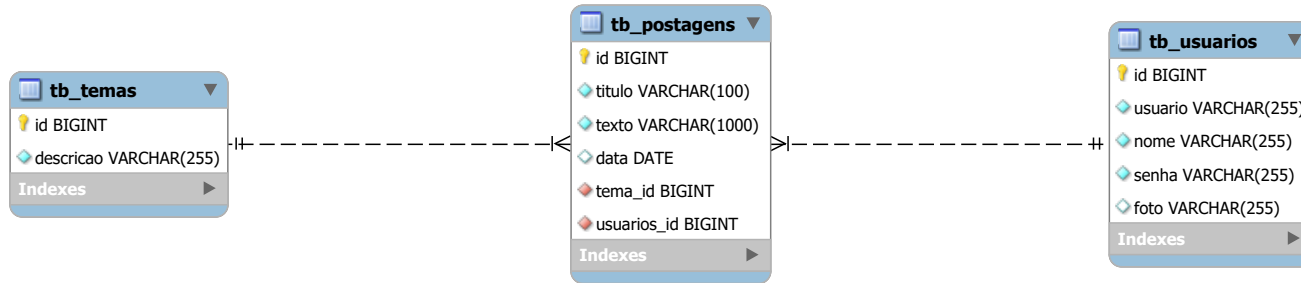 tb_temas
id BIGINT
descricao VARCHAR(255)
Indexes
tb_postagens
id BIGINT
titulo VARCHAR(100)
texto VARCHAR(1000)
data DATE
tema_id BIGINT
usuarios_id BIGINT
Indexes
tb_usuarios
id BIGINT
usuario VARCHAR(255)
nome VARCHAR(255)
senha VARCHAR(255)
foto VARCHAR(255)
Indexes